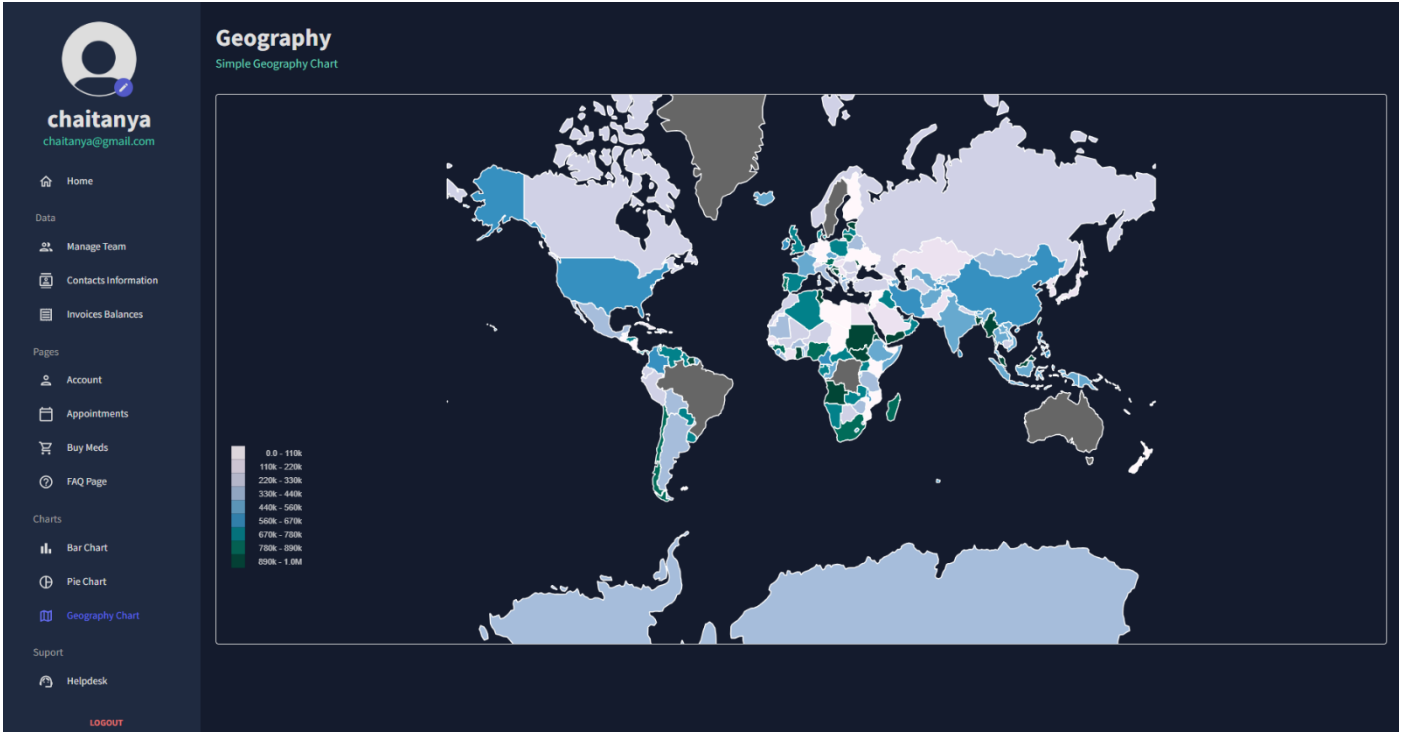 chaitanya
chaitanya@gmail.com
Home
Data
Manage Team
Contacts Information
Invoices Balances
Pages
Account
Appointments
Buy Meds
FAQ Page
Charts
Bar Chart
Pie Chart
Geography Chart
Suport
Helpdesk
LOGOUT
Geography
Simple Geography Chart
0.0 - 110k
110k - 220k
220k - 330k
330k - 440k
440k - 560k
560k - 670k
670k - 780k
780k - 890k
890k - 1.0M